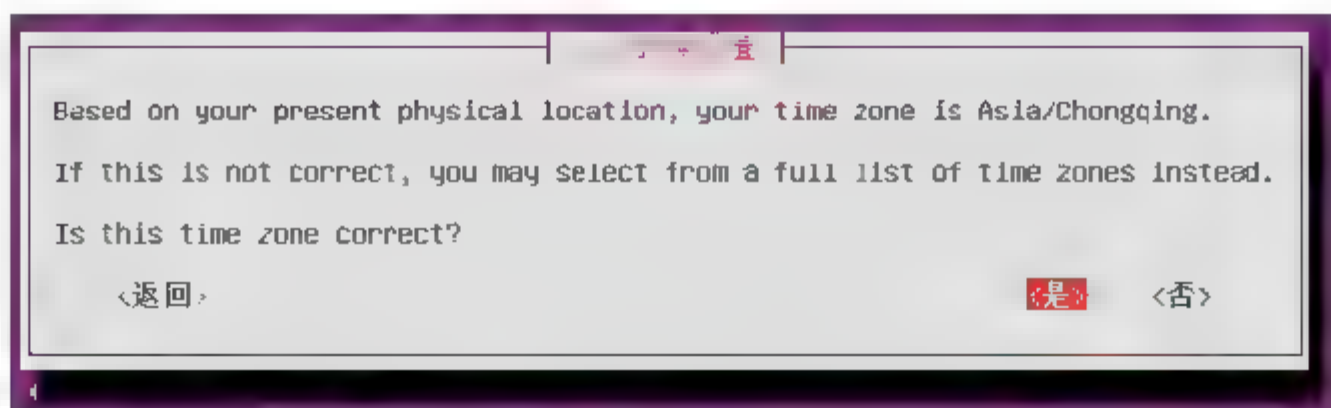 Based on your present physical location, your time zone is Asia/Chongqing.
If this is not correct, you may select from a full list of time zones instead.
Is this time zone correct?
<返回> <是> <否>